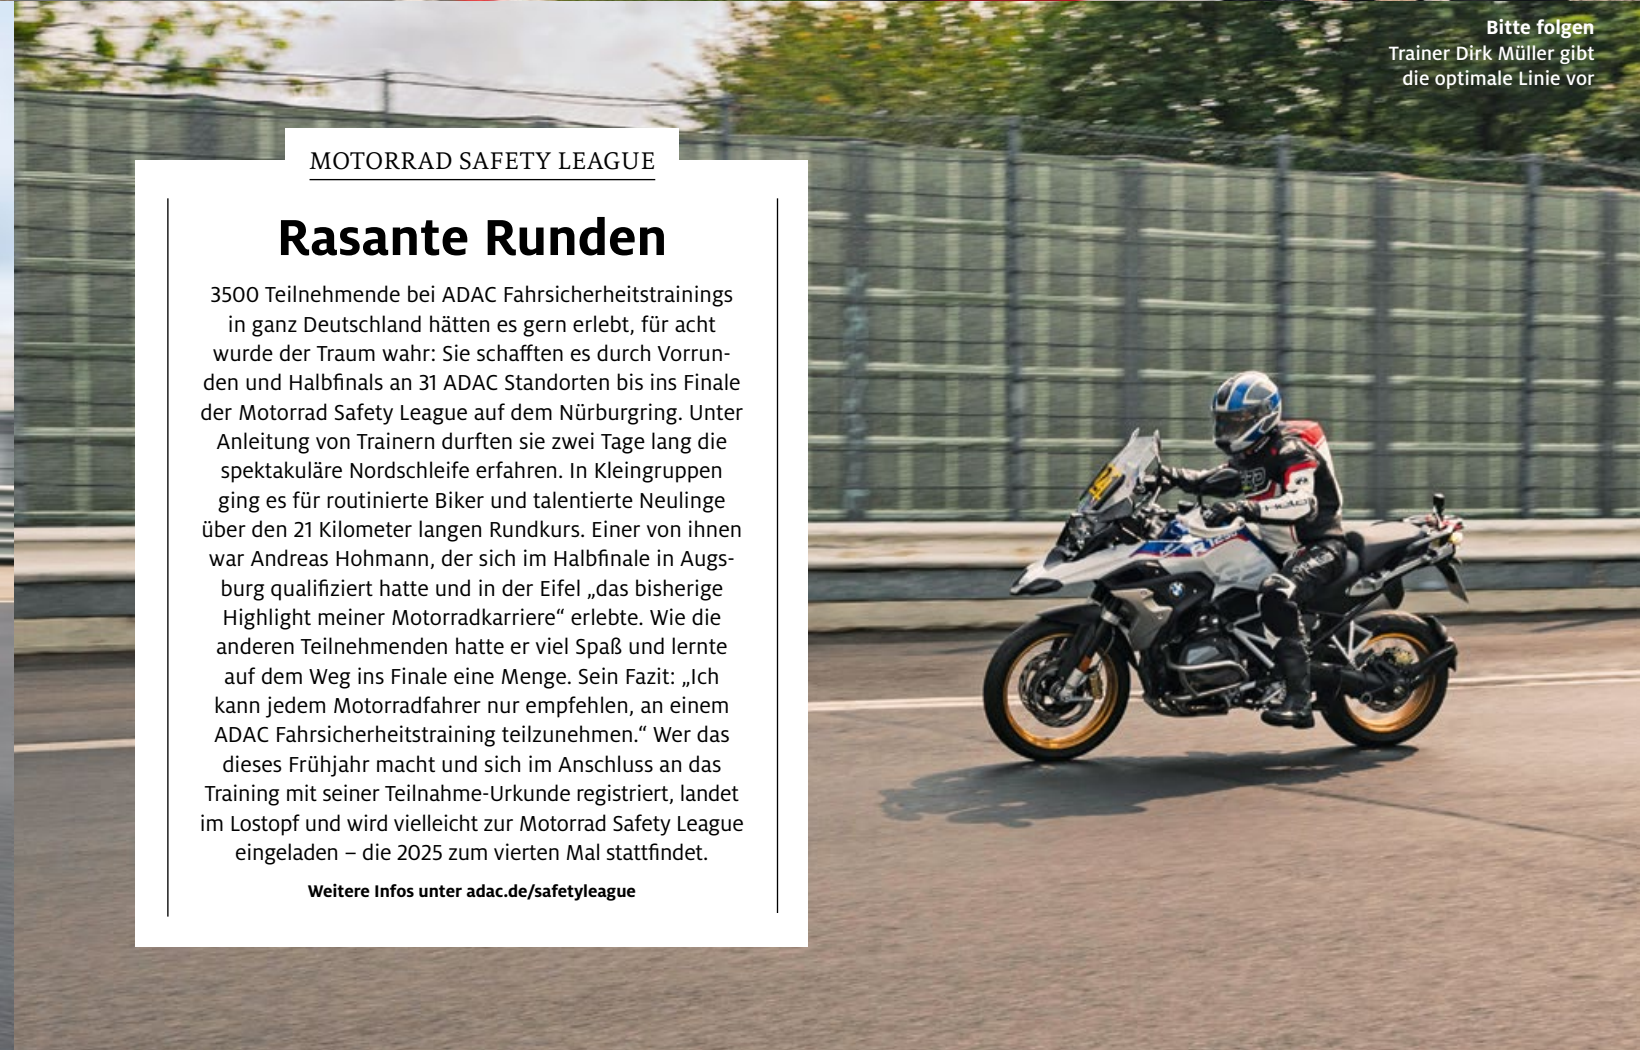 Bitte folgen
Trainer Dirk Müller gibt
die optimale Linie vor
MOTORRAD SAFETY LEAGUE
Rasante Runden
3500 Teilnehmende bei ADAC Fahrsicherheitstrainings
in ganz Deutschland hätten es gern erlebt, für acht
wurde der Traum wahr: Sie schafften es durch Vorrun-
den und Halbfinals an 31 ADAC Standorten bis ins Finale
der Motorrad Safety League auf dem Nürburgring. Unter
Anleitung von Trainern durften sie zwei Tage lang die
spektakuläre Nordschleife erfahren. In Kleingruppen
ging es für routinierte Biker und talentierte Neulinge
über den 21 Kilometer langen Rundkurs. Einer von ihnen
war Andreas Hohmann, der sich im Halbfinale in Augs-
burg qualifiziert hatte und in der Eifel „das bisherige
Highlight meiner Motorradkarriere“ erlebte. Wie die
anderen Teilnehmenden hatte er viel Spaß und lernte
auf dem Weg ins Finale eine Menge. Sein Fazit: „Ich
kann jedem Motorradfahrer nur empfehlen, an einem
ADAC Fahrsicherheitstraining teilzunehmen.“ Wer das
dieses Frühjahr macht und sich im Anschluss an das
Training mit seiner Teilnahme-Urkunde registriert, landet
im Lostopf und wird vielleicht zur Motorrad Safety League
eingeladen – die 2025 zum vierten Mal stattfindet.
Weitere Infos unter adac.de/safetyleague